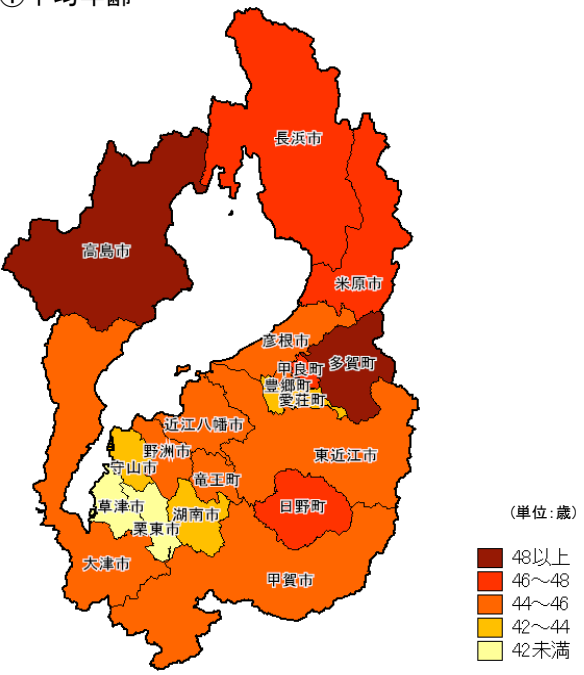 ①平均年齢
長浜市
高島市
米原市
彦根市
多賀町
甲良町
豊郷町
愛荘町
近江八幡市
野洲市
東近江市
守山市
竜王町
草津市
湖南市
日野町
栗東市
大津市
甲賀市
(単位:歳)
48以上
46～48
44～46
42～44
42未満